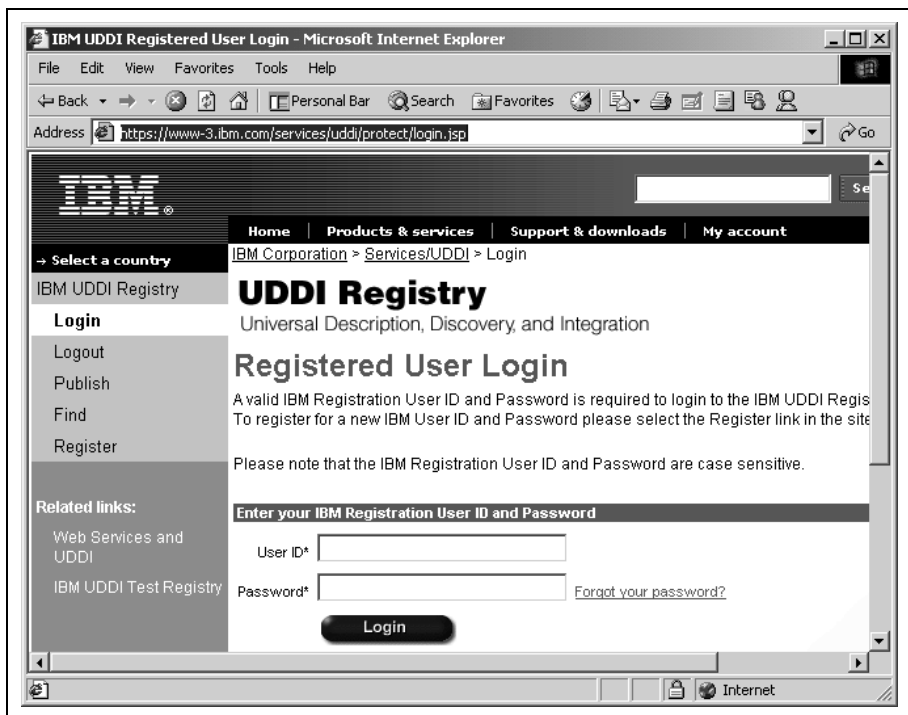 IBM UDDI Registered User Login - Microsoft Internet Explorer
File Edit View Favorites Tools Help
Back Personal Bar Search Favorites
Address https://www-3.ibm.com/services/uddi/protect/login.jsp Go
IBM ®
Se
Home | Products & services | Support & downloads | My account
→ Select a country
IBM Corporation > Services/UDDI > Login
IBM UDDI Registry
Login
Logout
Publish
Find
Register
Related links:
Web Services and
UDDI
IBM UDDI Test Registry
UDDI Registry
Universal Description, Discovery, and Integration
Registered User Login
A valid IBM Registration User ID and Password is required to login to the IBM UDDI Regis
To register for a new IBM User ID and Password please select the Register link in the site
Please note that the IBM Registration User ID and Password are case sensitive.
Enter your IBM Registration User ID and Password
User ID*
Password* Forgot your password?
Login
Internet